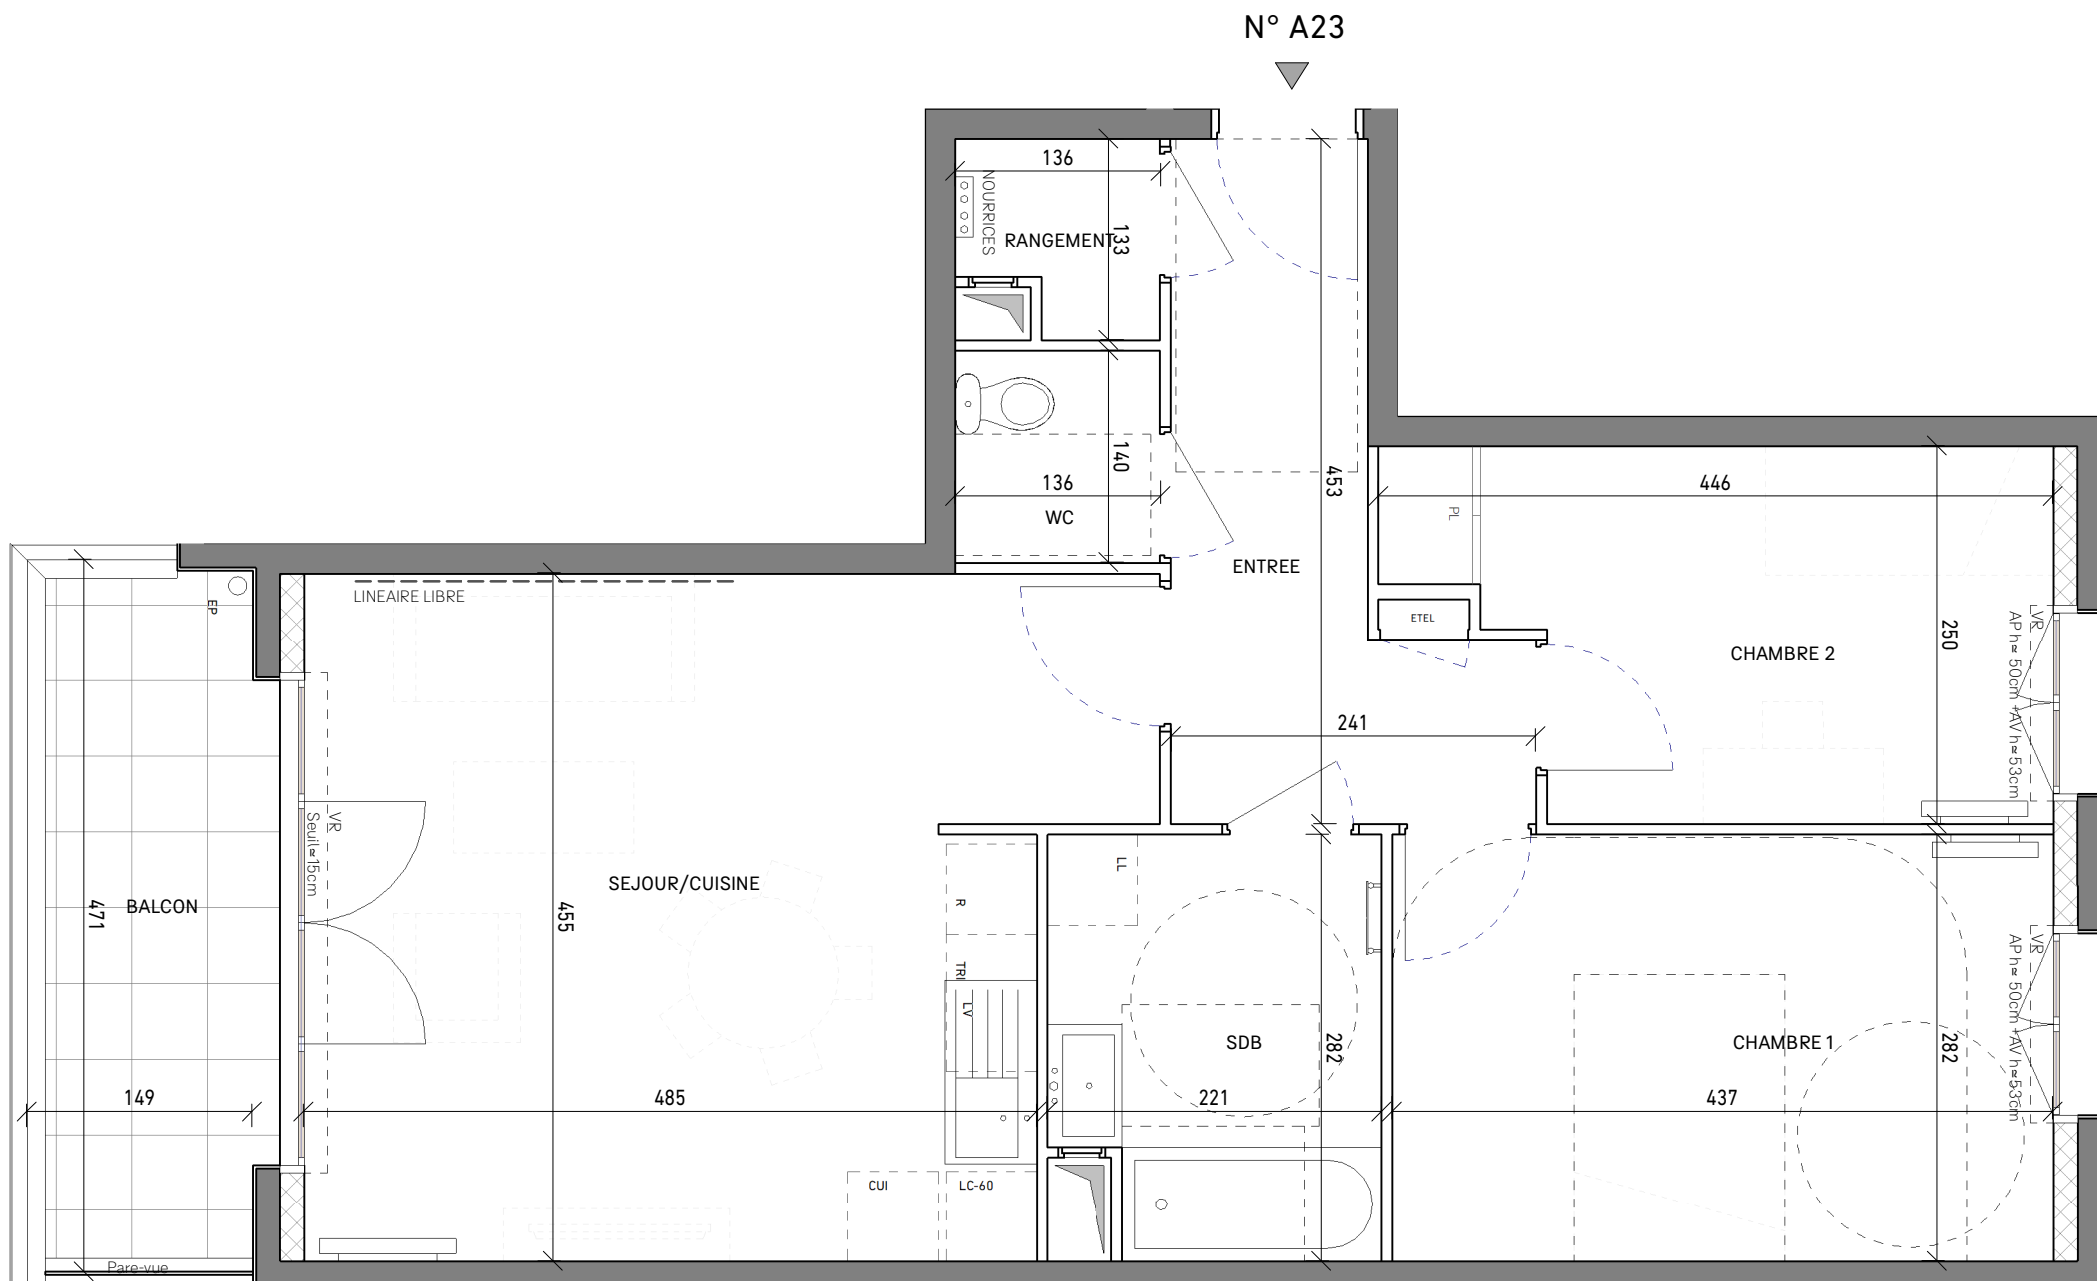 N° A23
136
NOURRICES
RANGEMENT
133
140
136
WC
453
446
PL
ENTREE
ETEL
CHAMBRE 2
250
VR
AP h≈ 50cm +AV h≈53cm
LINEAIRE LIBRE
EP
241
VR
Seuil≈15cm
SEJOUR/CUISINE
BALCON
471
455
LL
R
TRI
LV
SDB
282
CHAMBRE 1
282
VR
AP h≈ 50cm +AV h≈53cm
149
485
221
437
CUI
LC-60
Pare-vue